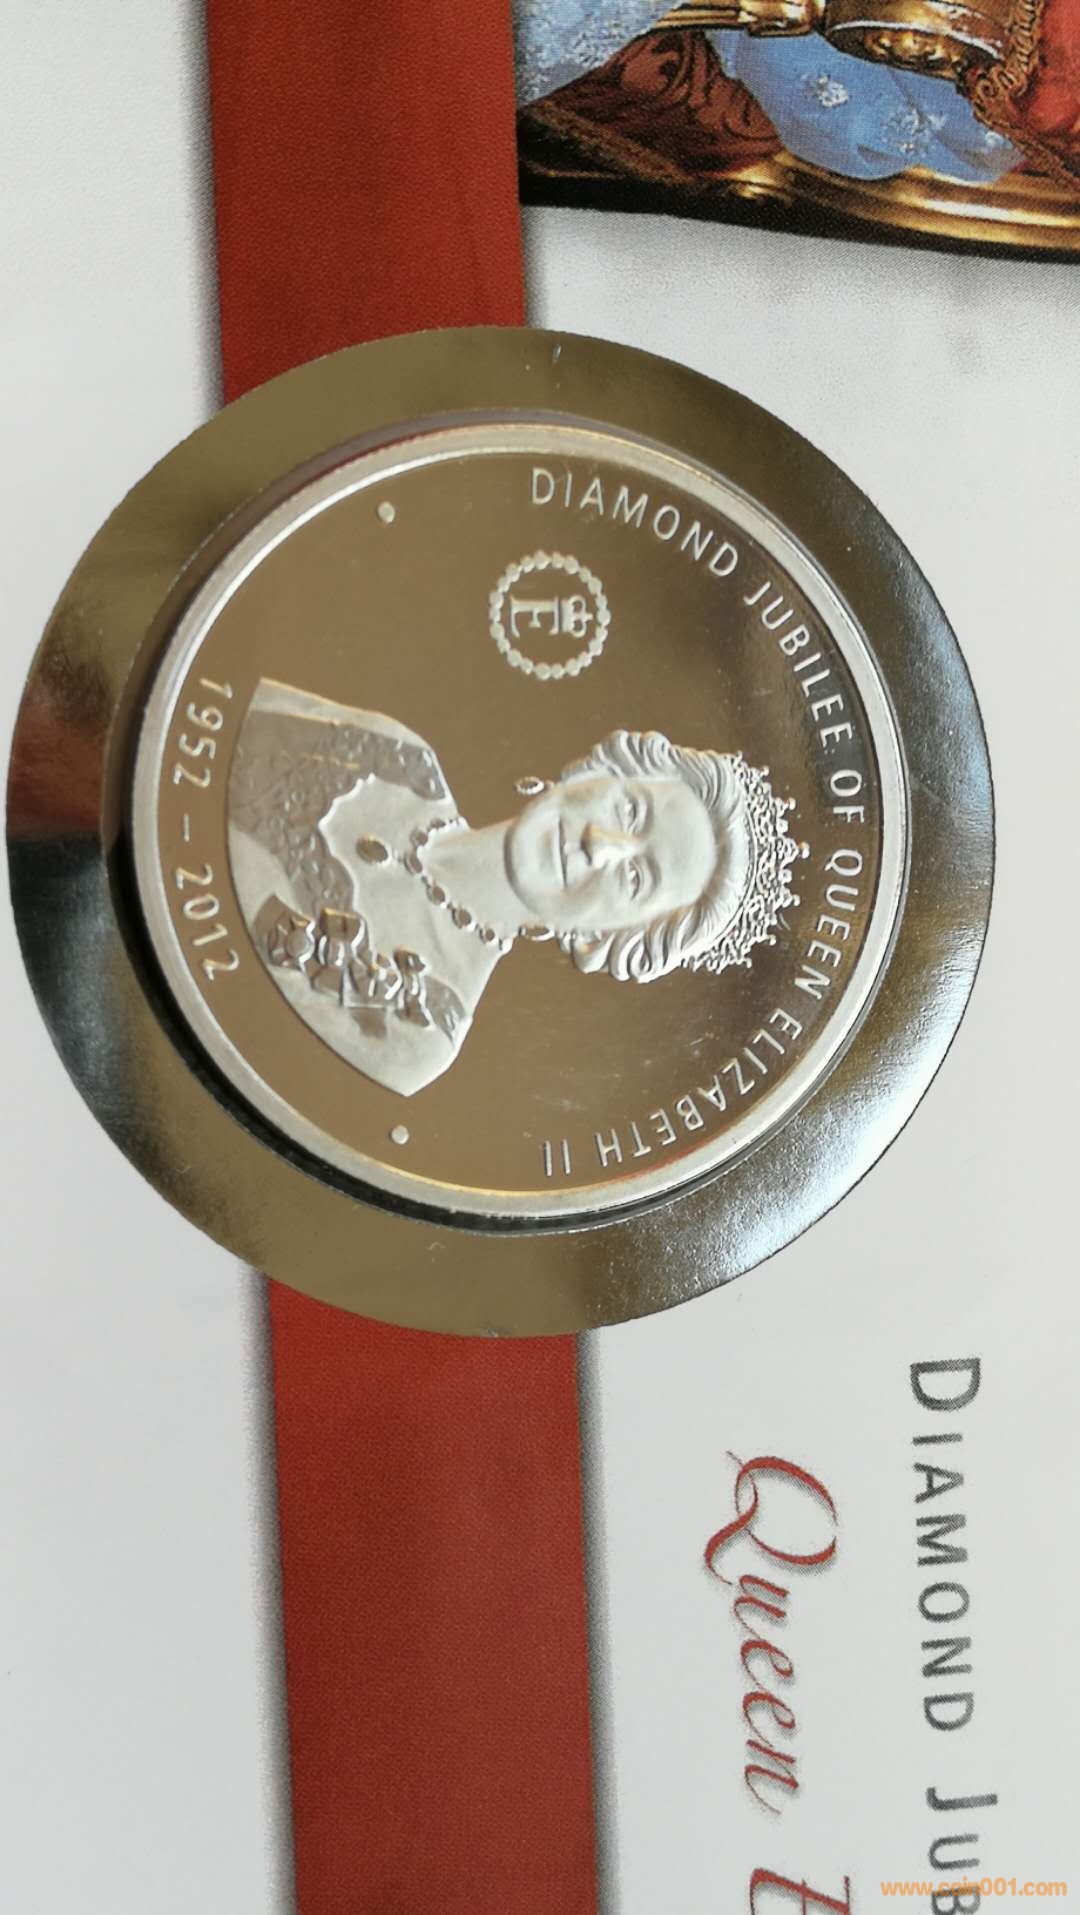 DIAMOND JUBILEE OF QUEEN ELIZABETH II
E
1952 - 2012
DIAMOND JUB
Queen E
www.coin001.com